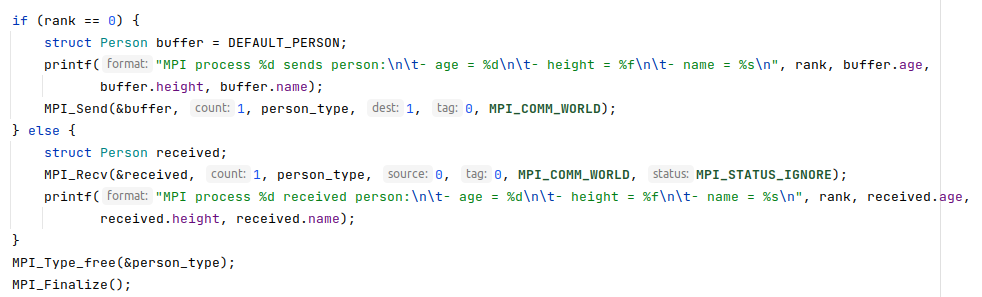 if (rank == 0) {
struct Person buffer = DEFAULT_PERSON;
printf( format: "MPI process %d sends person:\n\t- age = %d\n\t- height = %f\n\t- name = %s\n", rank, buffer.age,
buffer.height, buffer.name);
MPI_Send(&buffer, count: 1, person_type, dest: 1, tag: 0, MPI_COMM_WORLD);
} else {
struct Person received;
MPI_Recv(&received, count: 1, person_type, source: 0, tag: 0, MPI_COMM_WORLD, status: MPI_STATUS_IGNORE);
printf( format: "MPI process %d received person:\n\t- age = %d\n\t- height = %f\n\t- name = %s\n", rank, received.age,
received.height, received.name);
}
MPI_Type_free(&person_type);
MPI_Finalize();